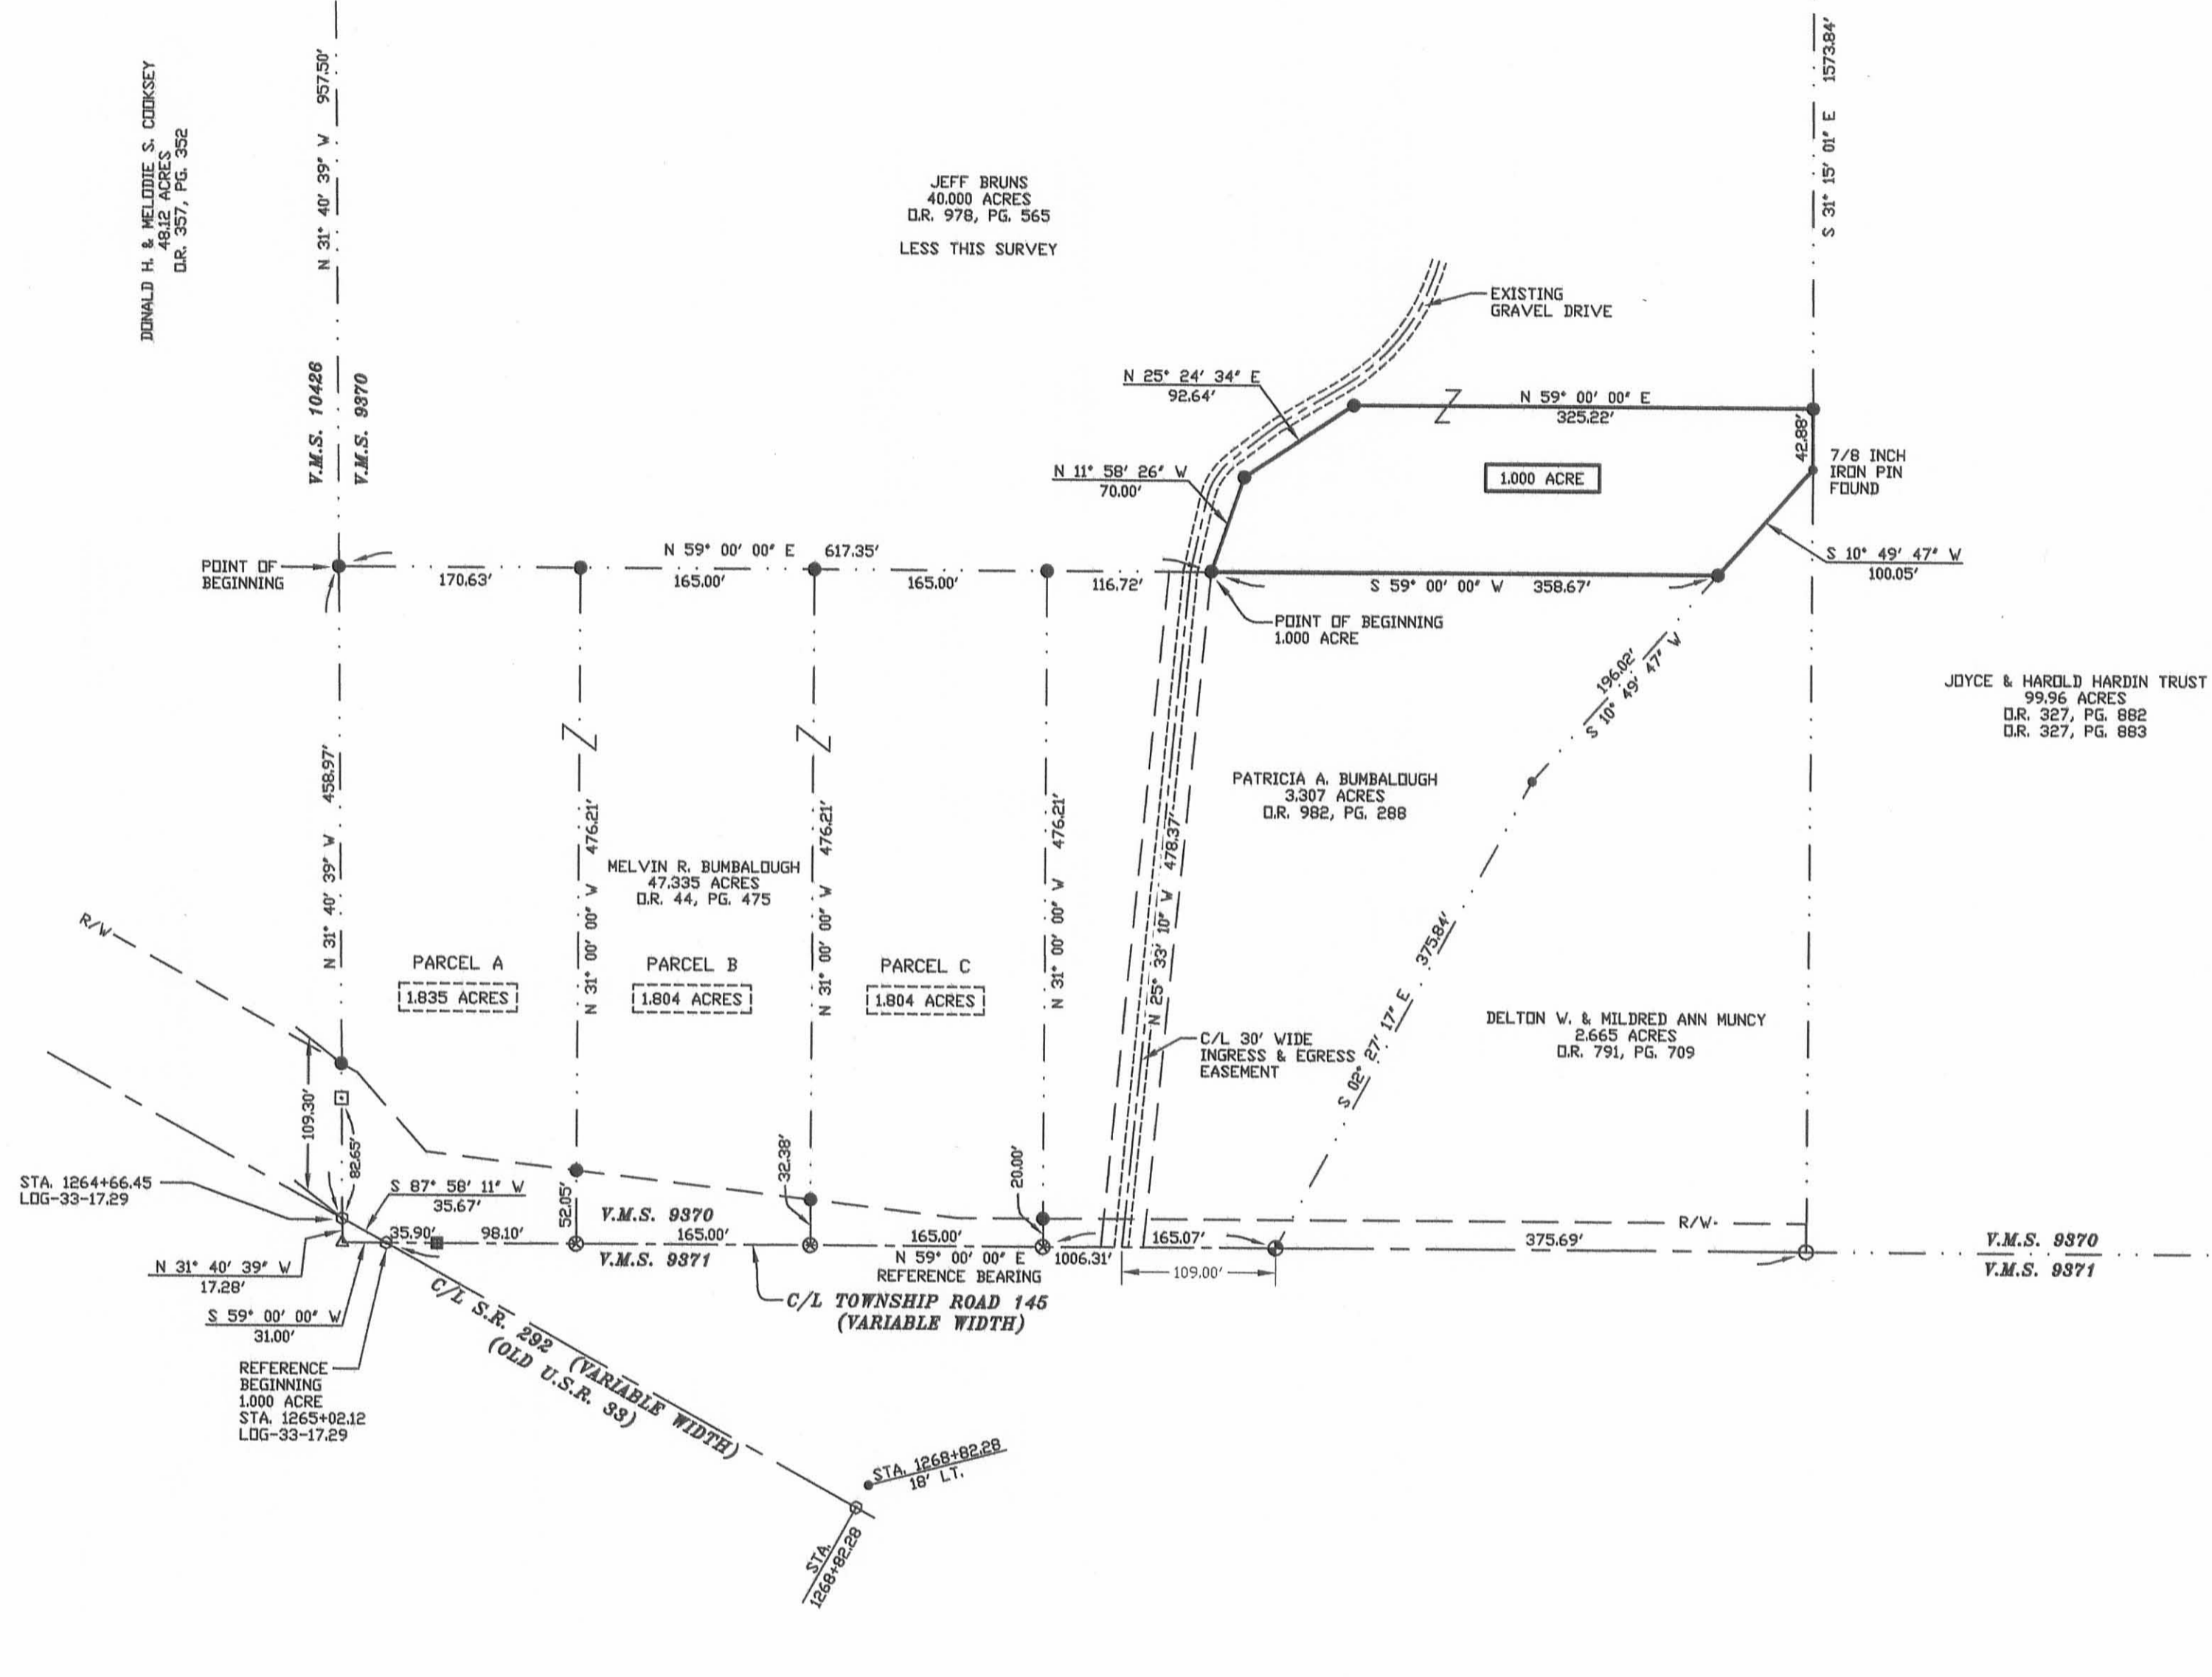 DONALD H. & MELODIE S. COOKSEY
48.12 ACRES
O.R. 357, PG. 352
N 31° 40' 39" W 957.50'
S 31° 15' 01" E 1573.84'
JEFF BRUNS
40.000 ACRES
O.R. 978, PG. 565
LESS THIS SURVEY
EXISTING
GRAVEL DRIVE
V.M.S. 10426
V.M.S. 9370
N 25° 24' 34" E
92.64'
N 59° 00' 00" E
325.22'
42.88'
N 11° 58' 26" W
70.00'
1.000 ACRE
7/8 INCH
IRON PIN
FOUND
POINT OF
BEGINNING
N 59° 00' 00" E 617.35'
170.63'
165.00'
165.00'
116.72'
S 59° 00' 00" W 358.67'
S 10° 49' 47" W
100.05'
POINT OF BEGINNING
1.000 ACRE
196.02'
S 10° 49' 47" W
JOYCE & HAROLD HARDIN TRUST
99.96 ACRES
O.R. 327, PG. 882
O.R. 327, PG. 883
N 31° 40' 39" W 458.97'
N 31° 00' 00" W 476.21'
N 31° 00' 00" W 476.21'
N 31° 00' 00" W 476.21'
N 25° 33' 10" W 478.37'
MELVIN R. BUMBALOUGH
47.335 ACRES
O.R. 44, PG. 475
PATRICIA A. BUMBALOUGH
3.307 ACRES
O.R. 982, PG. 288
S 02° 27' 17" E 375.84'
R/W
PARCEL A
1.835 ACRES
PARCEL B
1.804 ACRES
PARCEL C
1.804 ACRES
C/L 30' WIDE
INGRESS & EGRESS
EASEMENT
DELTON W. & MILDRED ANN MUNCY
2.665 ACRES
O.R. 791, PG. 709
109.30'
82.65'
STA. 1264+66.45
LOG-33-17.29
S 87° 58' 11" W
35.67'
35.90'
98.10'
52.05'
32.38'
20.00'
V.M.S. 9370
165.00'
V.M.S. 9371
165.00'
N 59° 00' 00" E 1006.31'
REFERENCE BEARING
165.07'
109.00'
R/W
375.69'
V.M.S. 9370
V.M.S. 9371
N 31° 40' 39" W
17.28'
S 59° 00' 00" W
31.00'
C/L TOWNSHIP ROAD 145
(VARIABLE WIDTH)
C/L S.R. 292 (VARIABLE WIDTH)
(OLD U.S.R. 33)
REFERENCE
BEGINNING
1.000 ACRE
STA. 1265+02.12
LOG-33-17.29
STA. 1268+82.28
18' LT.
STA.
1268+82.28